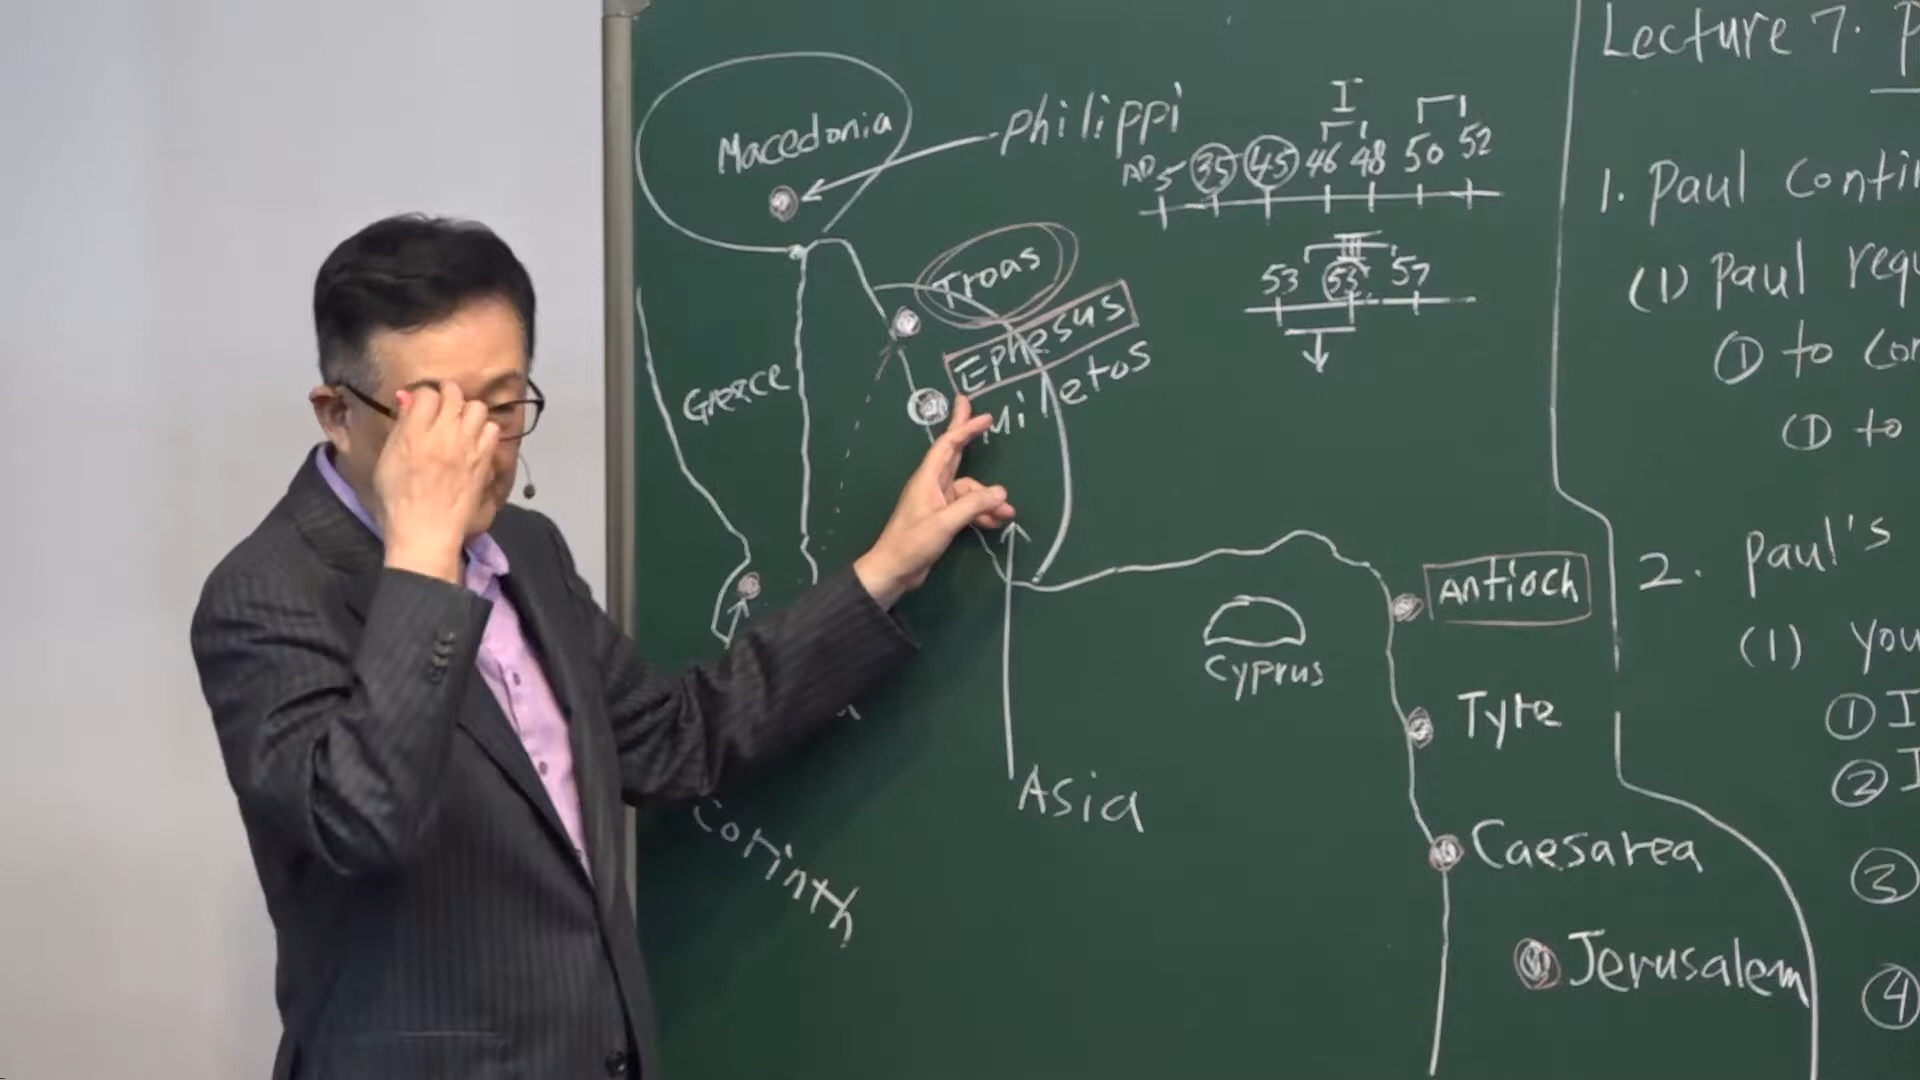 Macedonia
Philippi
I
AD 5 35 45 46 48 50 52
III
53 55 57
Troas
Ephesus
Miletos
Greece
Antioch
Cyprus
Tyre
Asia
Caesarea
Corinth
Jerusalem
Lecture 7. P
1. Paul Contin
(1) Paul requ
① to Cor
① to
2. Paul's
(1) You
① I
② I
③
④